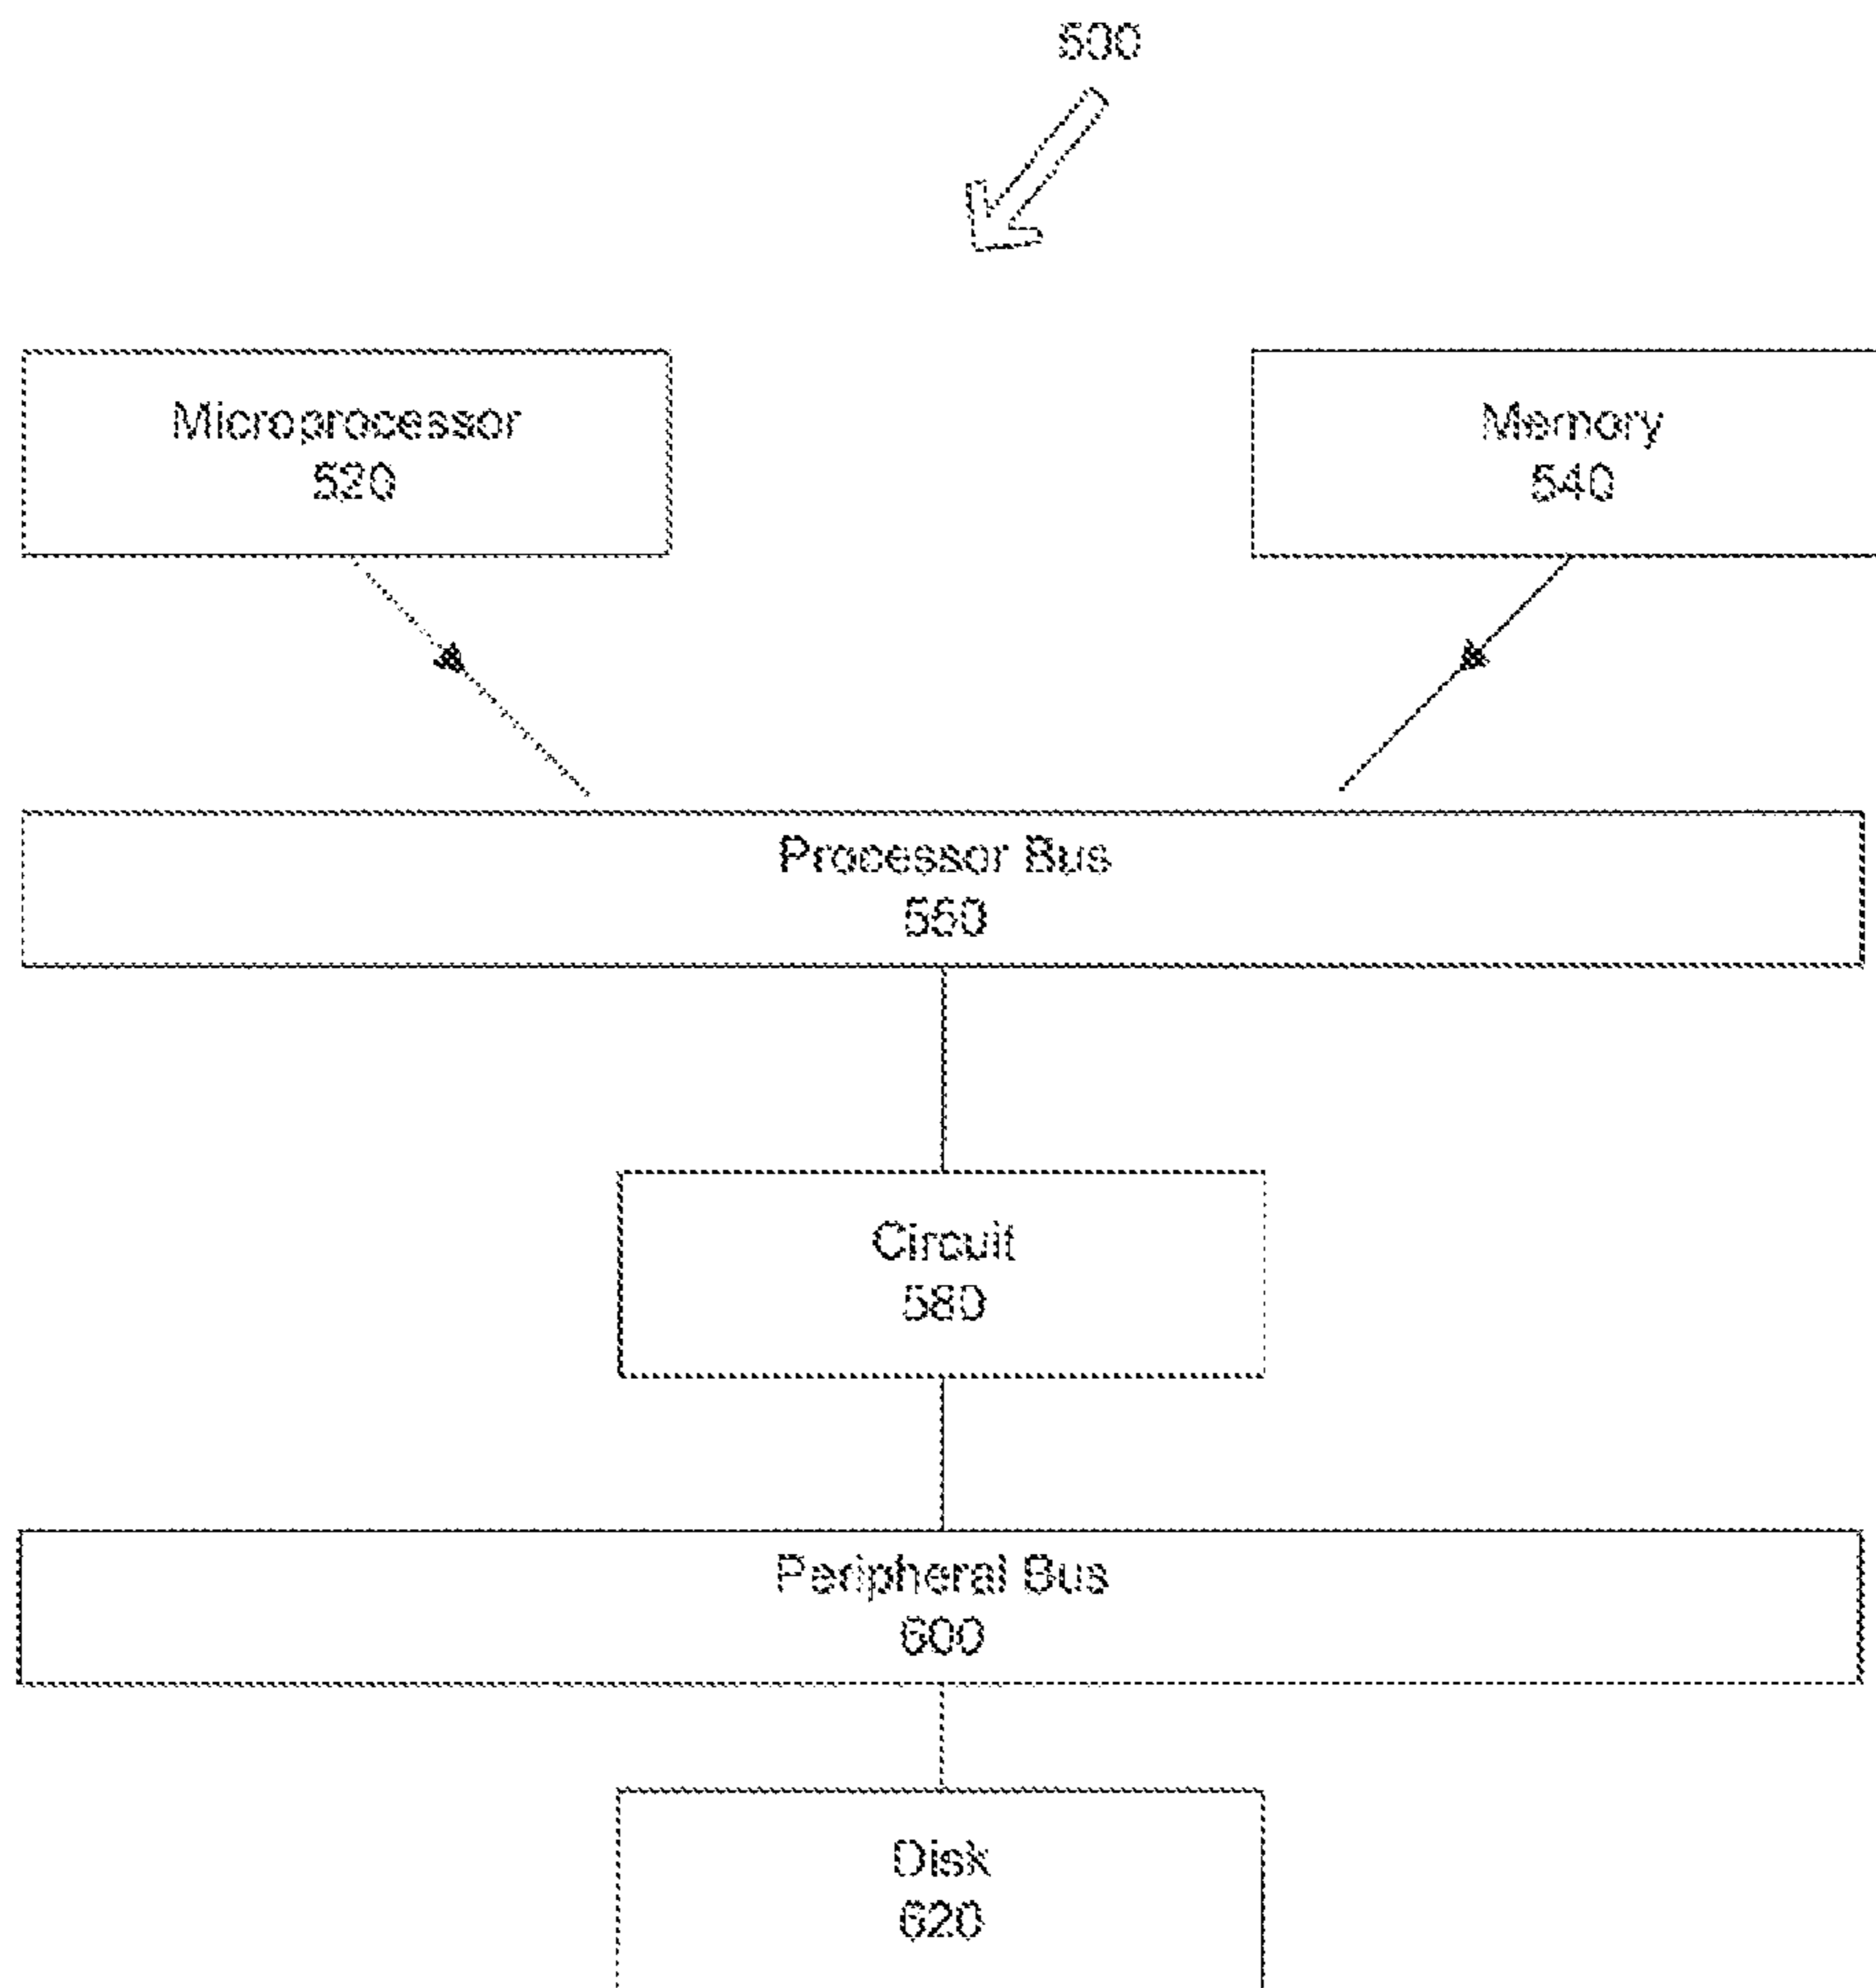 500
Microprocessor
520
Memory
540
Processor Bus
560
Circuit
580
Peripheral Bus
600
Disk
620